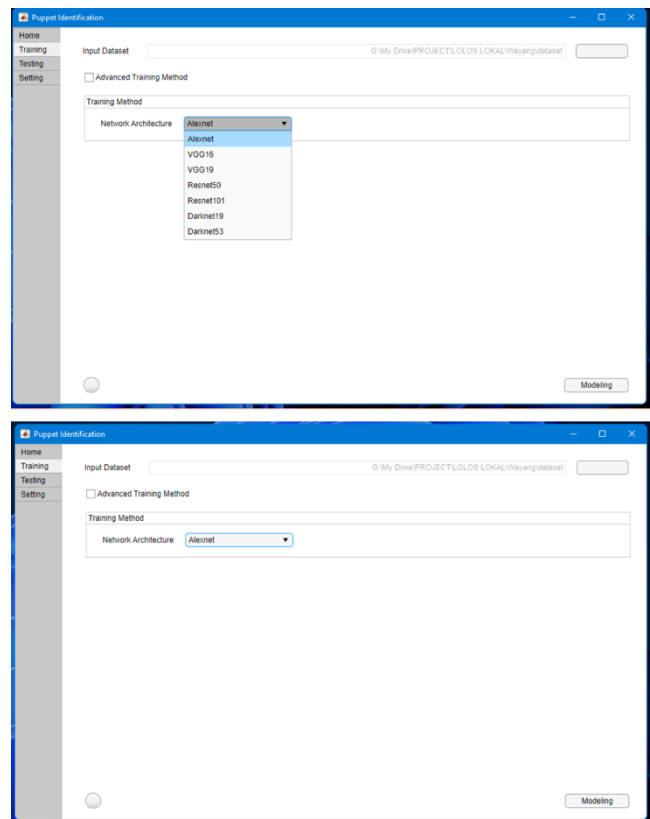 Puppet Identification
Home
Training
Testing
Setting
Input Dataset G:\My Drive\PROJECT\LOLOS LOKAL\Wayang\dataset
Advanced Training Method
Training Method
Network Architecture Alexnet
Alexnet
VGG16
VGG19
Resnet50
Resnet101
Darknet19
Darknet53
Modeling
Puppet Identification
Home
Training
Testing
Setting
Input Dataset G:\My Drive\PROJECT\LOLOS LOKAL\Wayang\dataset
Advanced Training Method
Training Method
Network Architecture Alexnet
Modeling